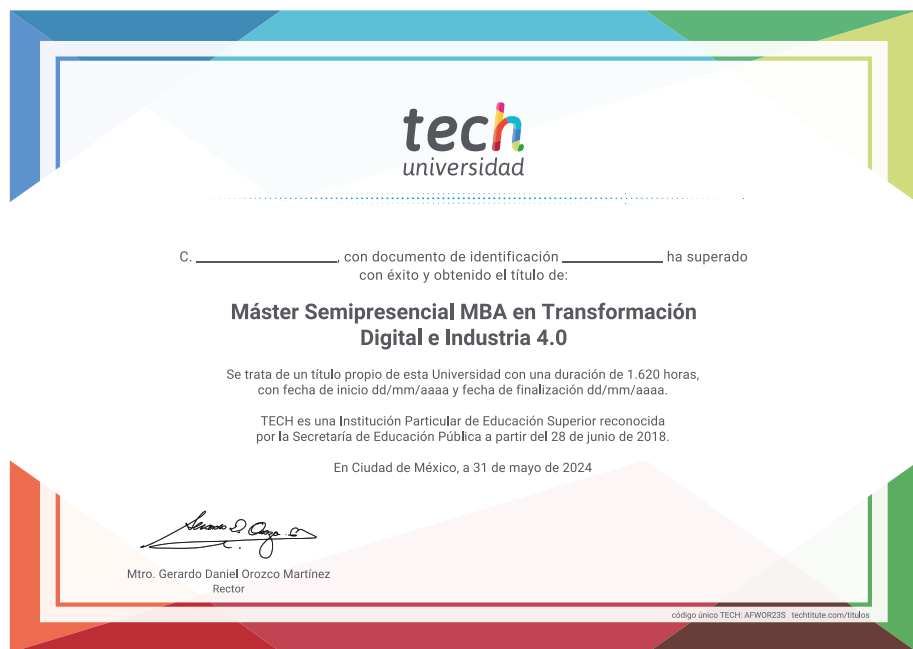 tech
universidad
C. ____________________, con documento de identificación ______________ ha superado
con éxito y obtenido el título de:
Máster Semipresencial MBA en Transformación
Digital e Industria 4.0
Se trata de un título propio de esta Universidad con una duración de 1.620 horas,
con fecha de inicio dd/mm/aaaa y fecha de finalización dd/mm/aaaa.
TECH es una Institución Particular de Educación Superior reconocida
por la Secretaría de Educación Pública a partir del 28 de junio de 2018.
En Ciudad de México, a 31 de mayo de 2024
Mtro. Gerardo Daniel Orozco Martínez
Rector
código único TECH: AFWOR23S techtitute.com/titulos